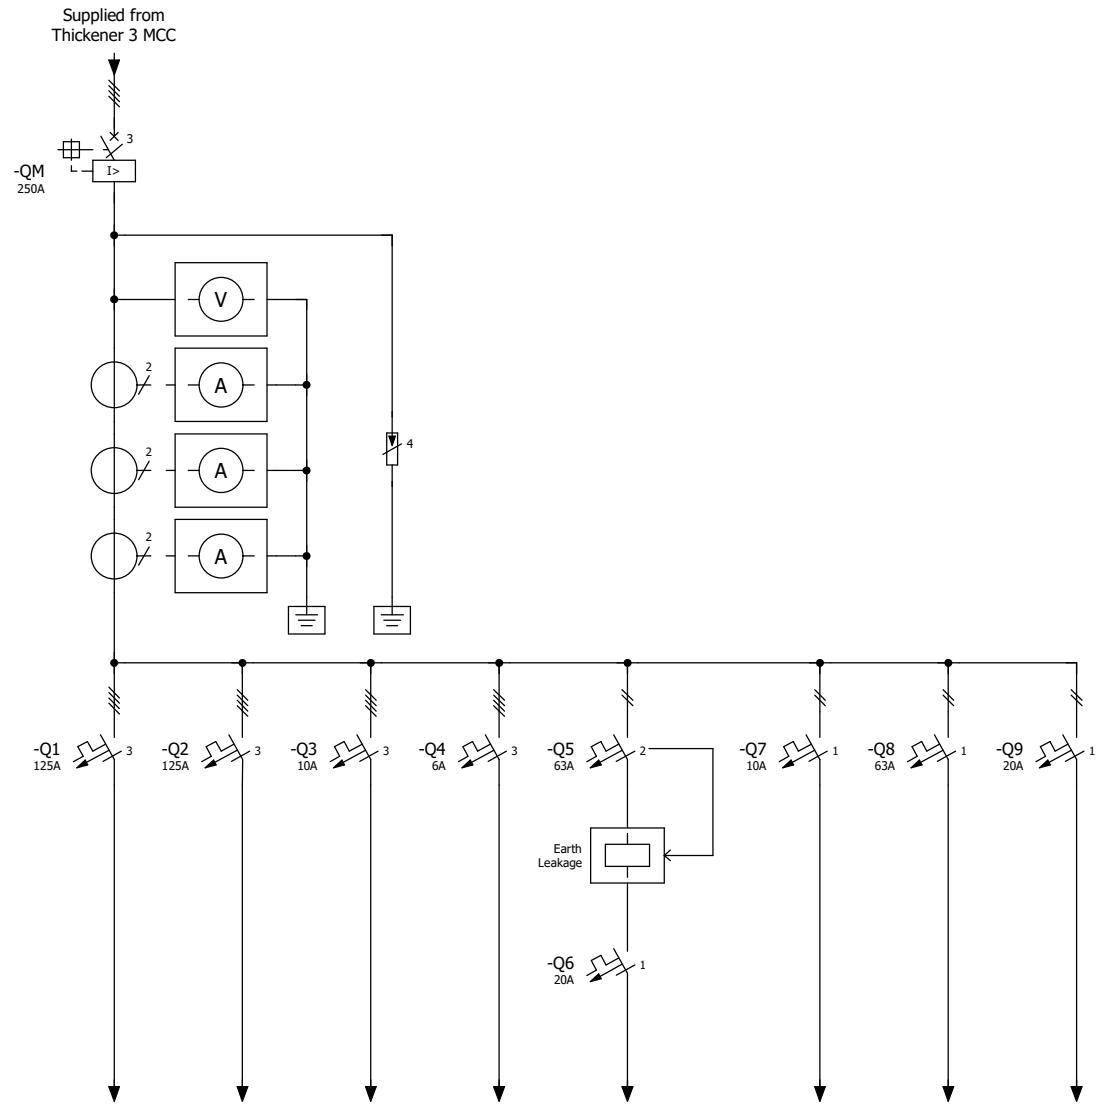 Supplied from
Thickener 3 MCC
3
-QM
250A
I>
V
2
A
2
A
4
2
A
-Q1
125A
3
-Q2
125A
3
-Q3
10A
3
-Q4
6A
3
-Q5
63A
2
-Q7
10A
1
-Q8
63A
1
-Q9
20A
1
Earth
Leakage
-Q6
20A
1